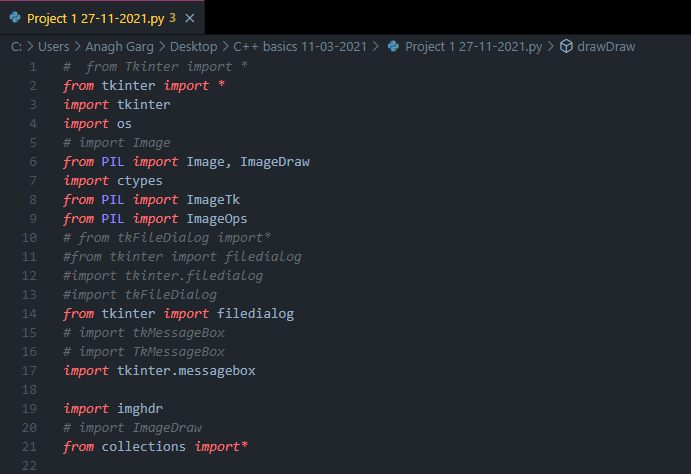 Project 1 27-11-2021.py 3 ×
C: > Users > Anagh Garg > Desktop > C++ basics 11-03-2021 > Project 1 27-11-2021.py > drawDraw
1 #  from Tkinter import *
2 from tkinter import *
3 import tkinter
4 import os
5 # import Image
6 from PIL import Image, ImageDraw
7 import ctypes
8 from PIL import ImageTk
9 from PIL import ImageOps
10 # from tkFileDialog import*
11 #from tkinter import filedialog
12 #import tkinter.filedialog
13 #import tkFileDialog
14 from tkinter import filedialog
15 # import tkMessageBox
16 # import TkMessageBox
17 import tkinter.messagebox
18
19 import imghdr
20 # import ImageDraw
21 from collections import*
22